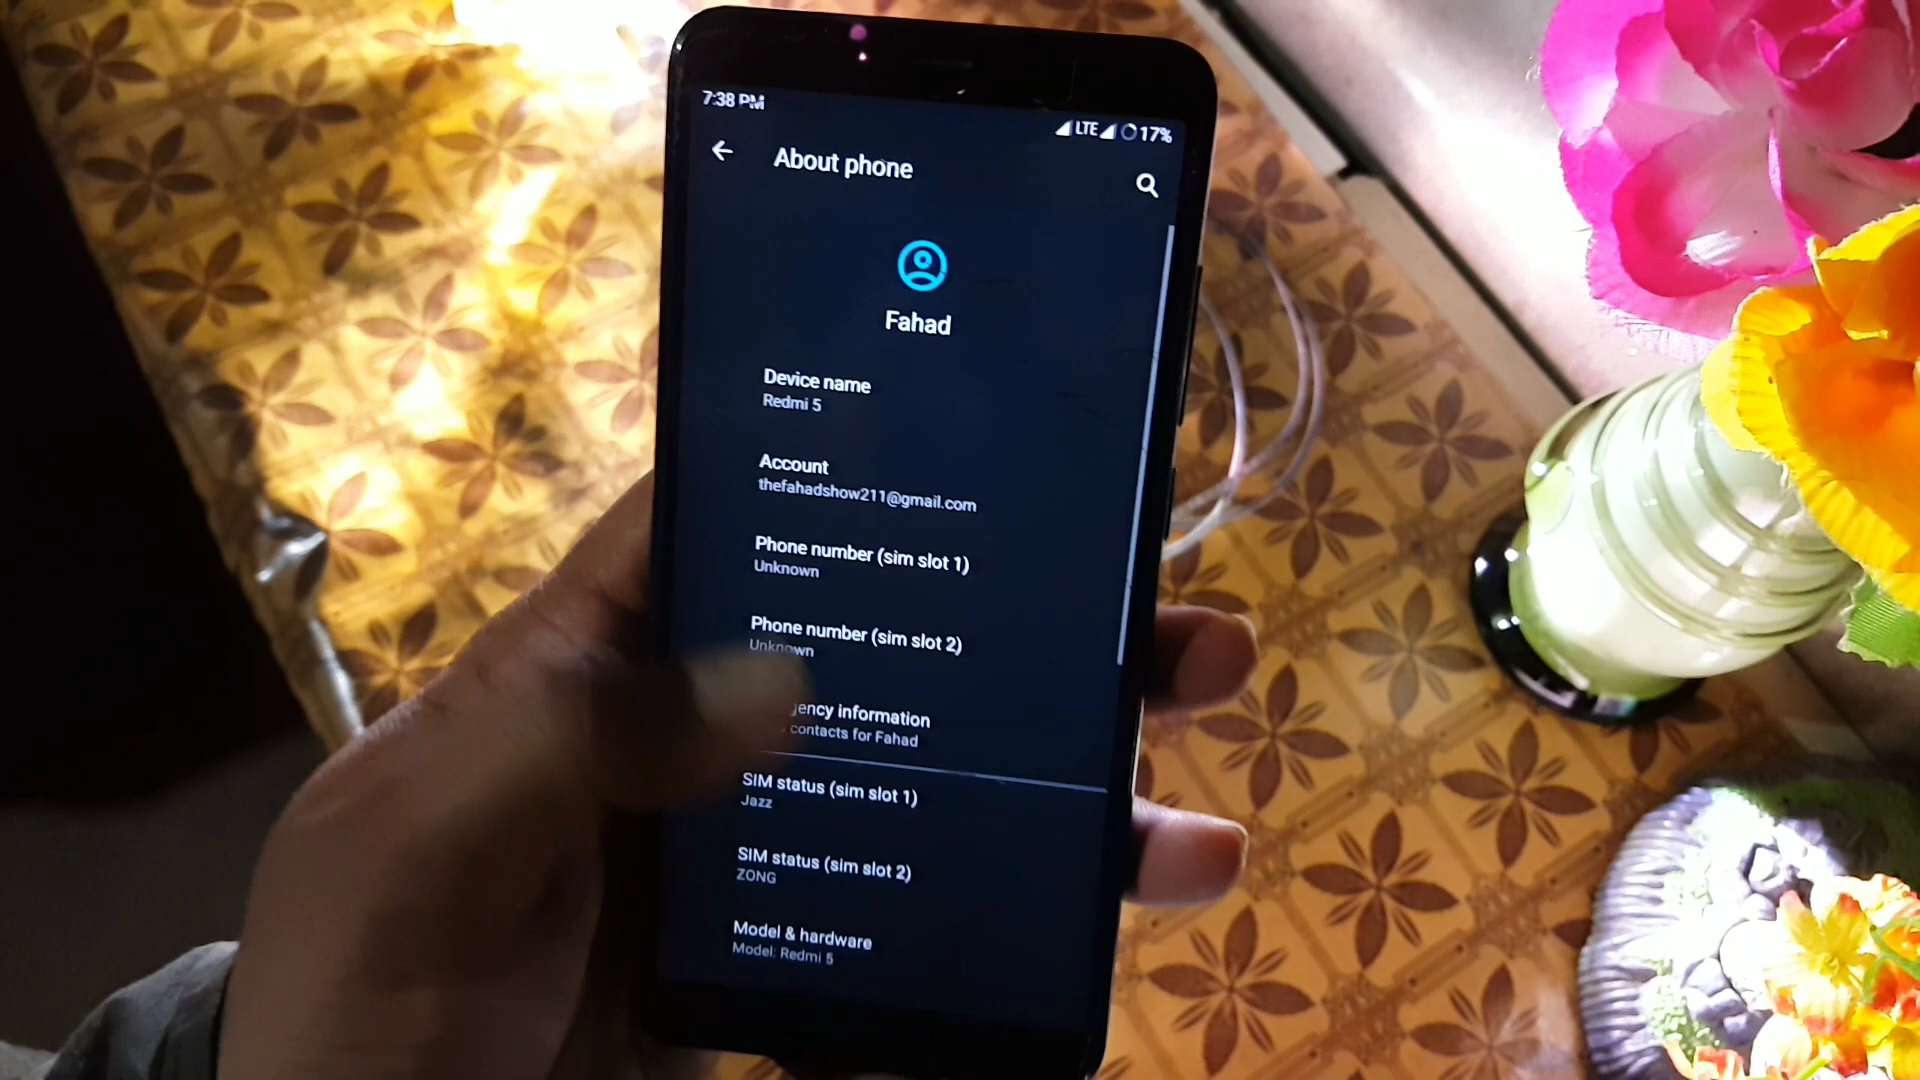 7:38 PM
LTE 17%
About phone
Fahad
Device name
Redmi 5
Account
thefahadshow211@gmail.com
Phone number (sim slot 1)
Unknown
Phone number (sim slot 2)
Unknown
information
contacts for Fahad
SIM status (sim slot 1)
Jazz
SIM status (sim slot 2)
ZONG
Model & hardware
Model: Redmi 5